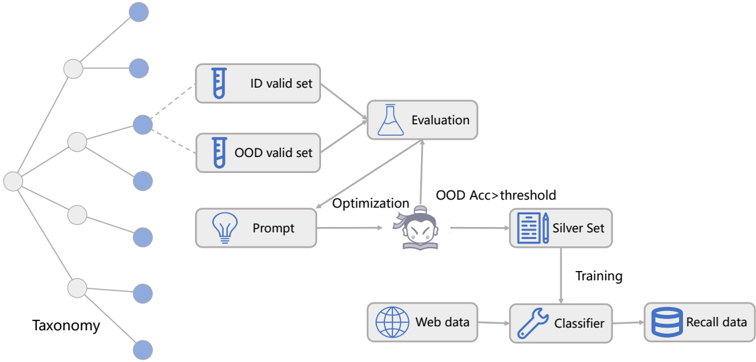 ID valid set
OOD valid set
Evaluation
Optimization
OOD Acc>threshold
Prompt
Silver Set
Training
Taxonomy
Web data
Classifier
Recall data